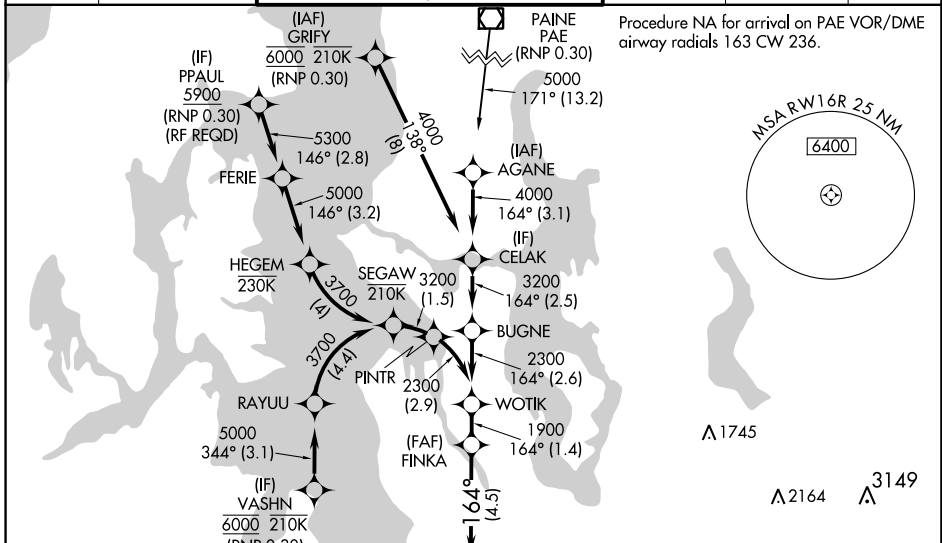 (IAF)
GRIFY
6000 210K
(RNP 0.30)
PAINE
PAE
(RNP 0.30)
5000
171° (13.2)
Procedure NA for arrival on PAE VOR/DME
airway radials 163 CW 236.
(IF)
PPAUL
5900
(RNP 0.30)
(RF REQD)
5300
146° (2.8)
4000
138°
(8)
MSA RW16R 25 NM
6400
FERIE
5000
146° (3.2)
(IAF)
AGANE
4000
164° (3.1)
(IF)
CELAK
HEGEM
230K
3700
(4)
SEGAW
210K
3200
(1.5)
3200
164° (2.5)
BUGNE
3700
(4.4)
PINTR
2300
(2.9)
2300
164° (2.6)
RAYUU
WOTIK
1900
164° (1.4)
(FAF)
FINKA
5000
344° (3.1)
164°
(4.5)
(IF)
VASHN
6000 210K
(RNP 0.30)
1745
2164
3149